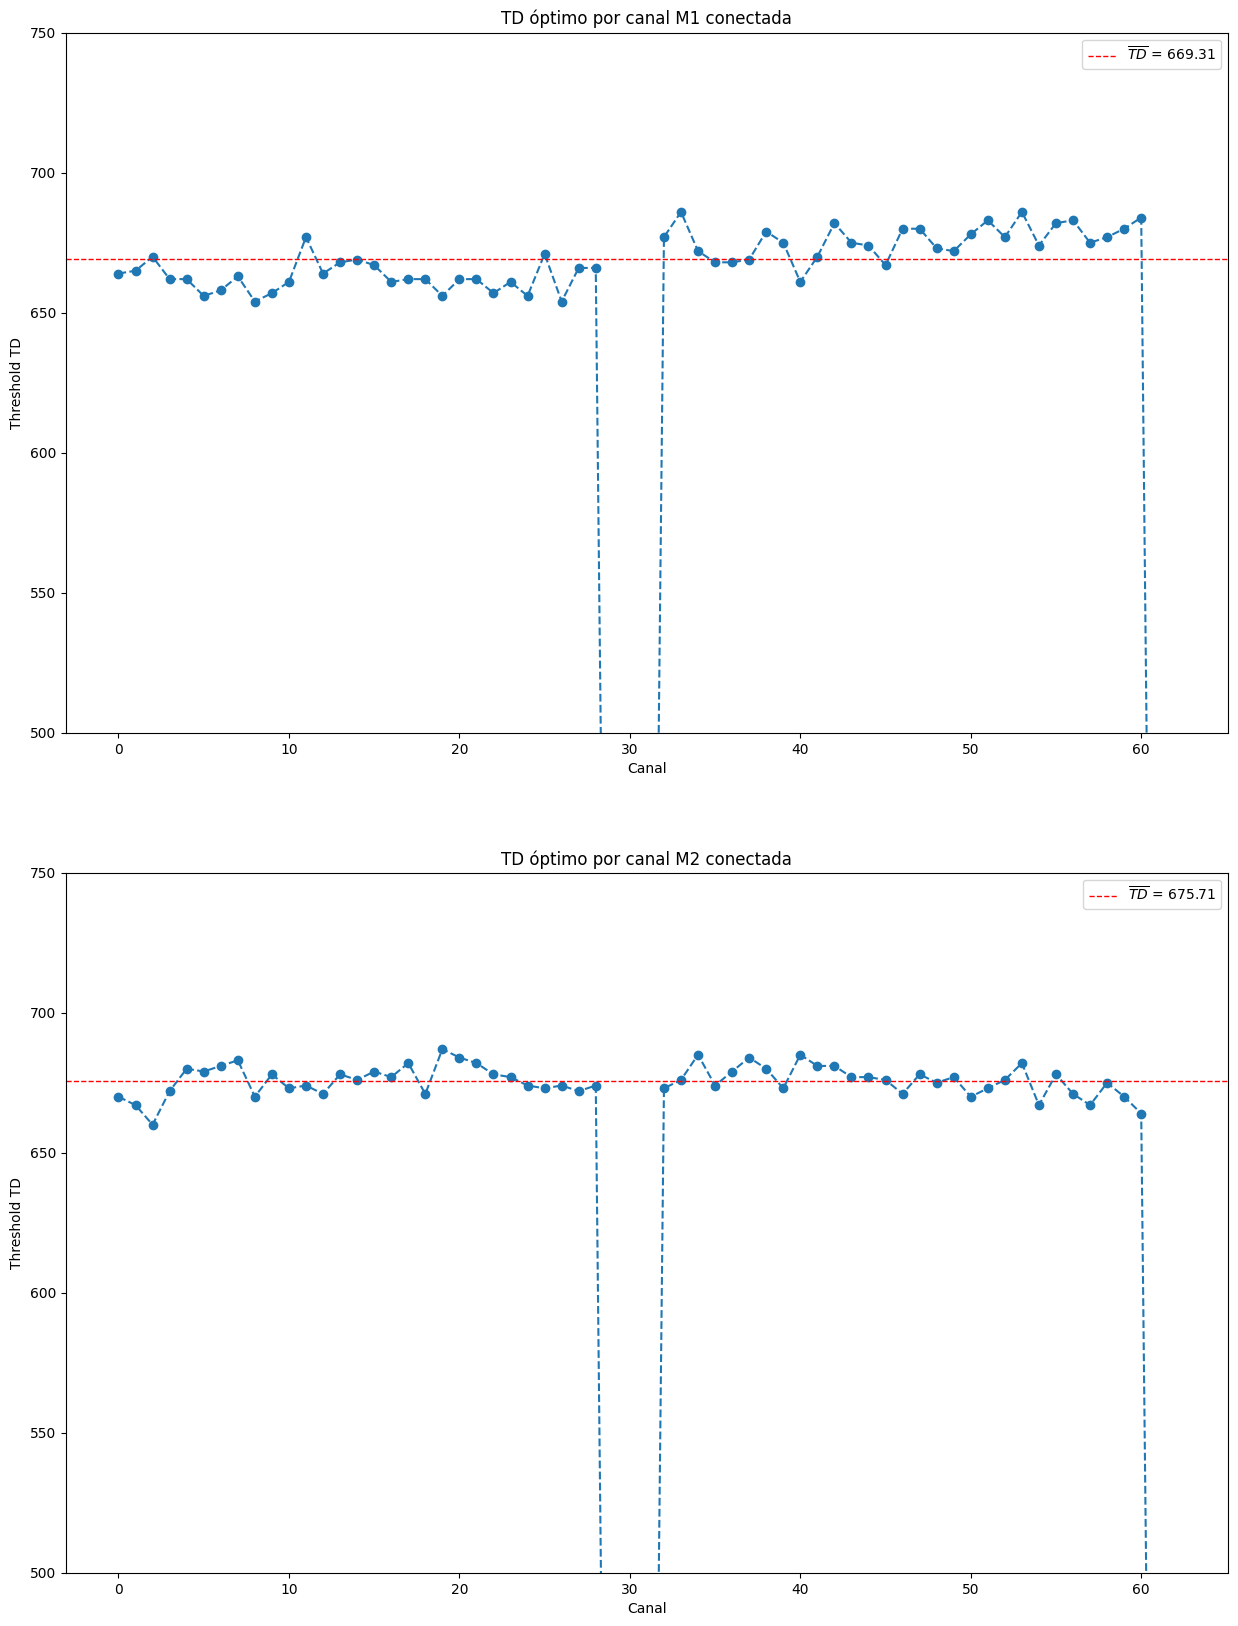 TD óptimo por canal M1 conectada
750
TD = 669.31
700
650
Threshold TD
600
550
500
0 10 20 30 40 50 60
Canal
TD óptimo por canal M2 conectada
750
TD = 675.71
700
650
Threshold TD
600
550
500
0 10 20 30 40 50 60
Canal